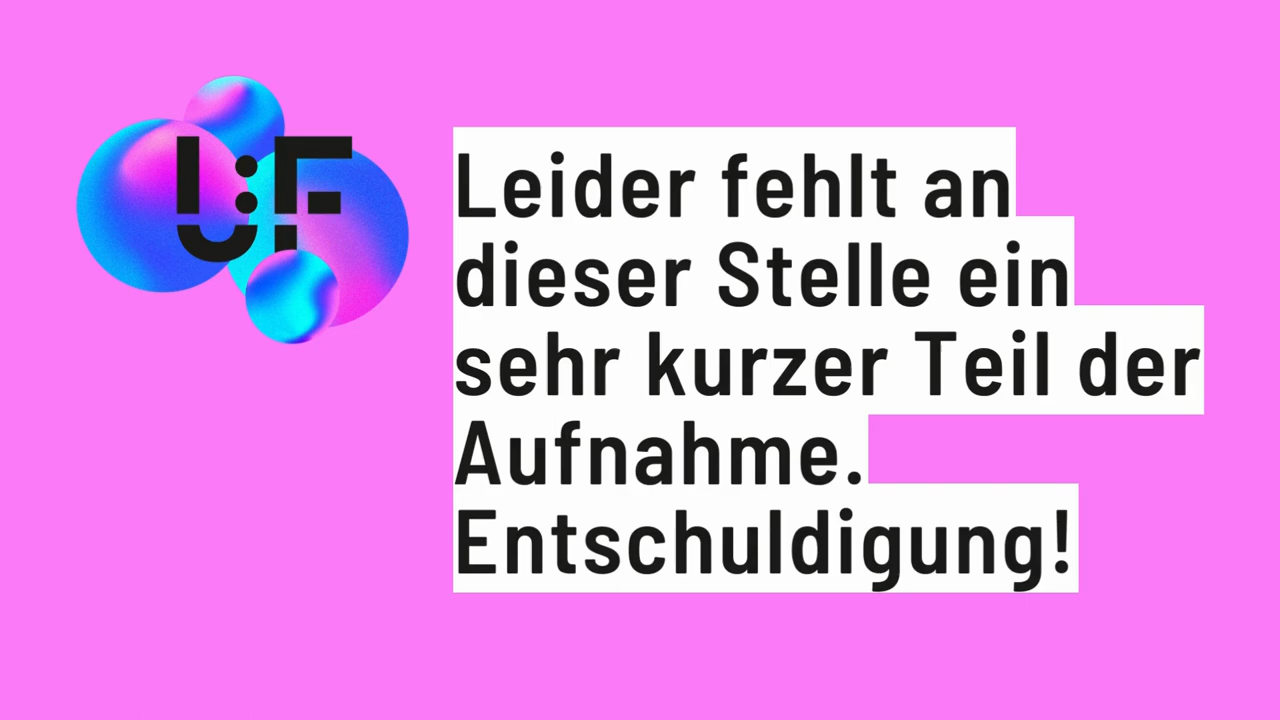 U:F
Leider fehlt an
dieser Stelle ein
sehr kurzer Teil der
Aufnahme.
Entschuldigung!